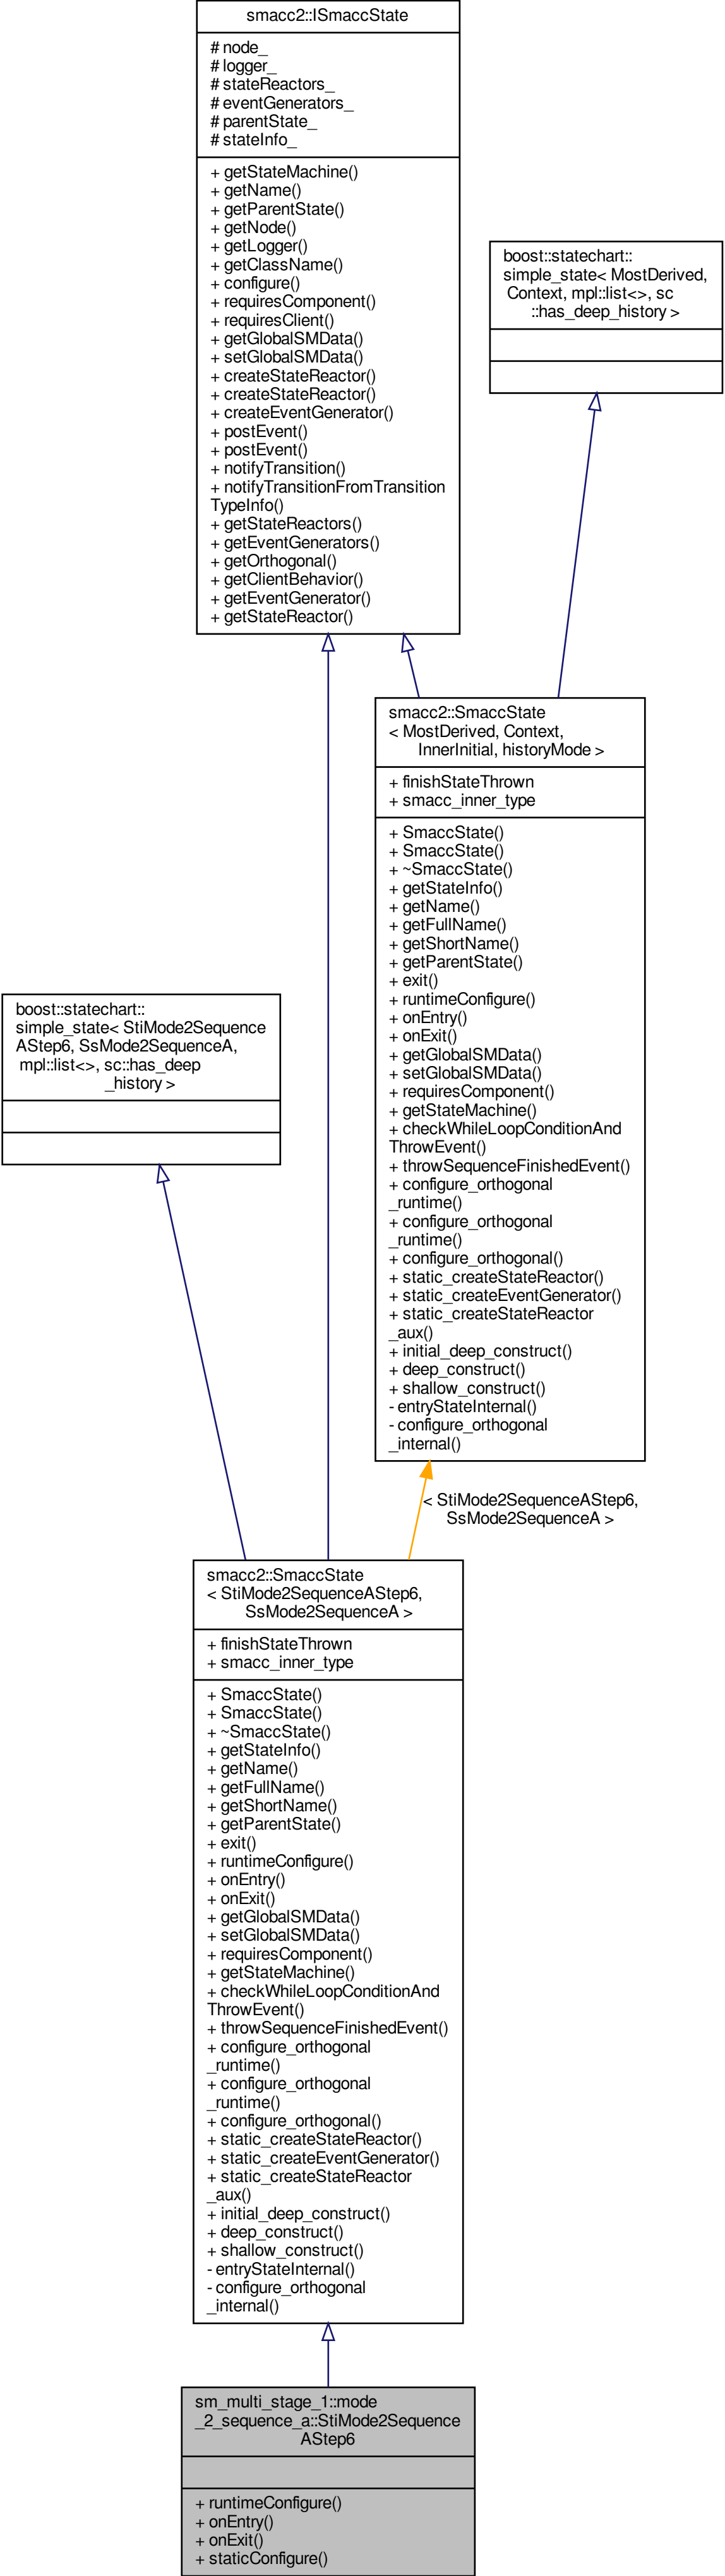 smacc2::ISmaccState
# node_
# logger_
# stateReactors_
# eventGenerators_
# parentState_
# stateInfo_
+ getStateMachine()
+ getName()
+ getParentState()
+ getNode()
+ getLogger()
+ getClassName()
+ configure()
+ requiresComponent()
+ requiresClient()
+ getGlobalSMData()
+ setGlobalSMData()
+ createStateReactor()
+ createStateReactor()
+ createEventGenerator()
+ postEvent()
+ postEvent()
+ notifyTransition()
+ notifyTransitionFromTransition
TypeInfo()
+ getStateReactors()
+ getEventGenerators()
+ getOrthogonal()
+ getClientBehavior()
+ getEventGenerator()
+ getStateReactor()
boost::statechart::
simple_state< MostDerived,
Context, mpl::list<>, sc
::has_deep_history >
smacc2::SmaccState
< MostDerived, Context,
InnerInitial, historyMode >
+ finishStateThrown
+ smacc_inner_type
+ SmaccState()
+ SmaccState()
+ ~SmaccState()
+ getStateInfo()
+ getName()
+ getFullName()
+ getShortName()
+ getParentState()
+ exit()
+ runtimeConfigure()
+ onEntry()
+ onExit()
+ getGlobalSMData()
+ setGlobalSMData()
+ requiresComponent()
+ getStateMachine()
+ checkWhileLoopConditionAnd
ThrowEvent()
+ throwSequenceFinishedEvent()
+ configure_orthogonal
_runtime()
+ configure_orthogonal
_runtime()
+ configure_orthogonal()
+ static_createStateReactor()
+ static_createEventGenerator()
+ static_createStateReactor
_aux()
+ initial_deep_construct()
+ deep_construct()
+ shallow_construct()
- entryStateInternal()
- configure_orthogonal
_internal()
boost::statechart::
simple_state< StiMode2Sequence
AStep6, SsMode2SequenceA,
mpl::list<>, sc::has_deep
_history >
< StiMode2SequenceAStep6,
SsMode2SequenceA >
smacc2::SmaccState
< StiMode2SequenceAStep6,
SsMode2SequenceA >
+ finishStateThrown
+ smacc_inner_type
+ SmaccState()
+ SmaccState()
+ ~SmaccState()
+ getStateInfo()
+ getName()
+ getFullName()
+ getShortName()
+ getParentState()
+ exit()
+ runtimeConfigure()
+ onEntry()
+ onExit()
+ getGlobalSMData()
+ setGlobalSMData()
+ requiresComponent()
+ getStateMachine()
+ checkWhileLoopConditionAnd
ThrowEvent()
+ throwSequenceFinishedEvent()
+ configure_orthogonal
_runtime()
+ configure_orthogonal
_runtime()
+ configure_orthogonal()
+ static_createStateReactor()
+ static_createEventGenerator()
+ static_createStateReactor
_aux()
+ initial_deep_construct()
+ deep_construct()
+ shallow_construct()
- entryStateInternal()
- configure_orthogonal
_internal()
sm_multi_stage_1::mode
_2_sequence_a::StiMode2Sequence
AStep6
+ runtimeConfigure()
+ onEntry()
+ onExit()
+ staticConfigure()